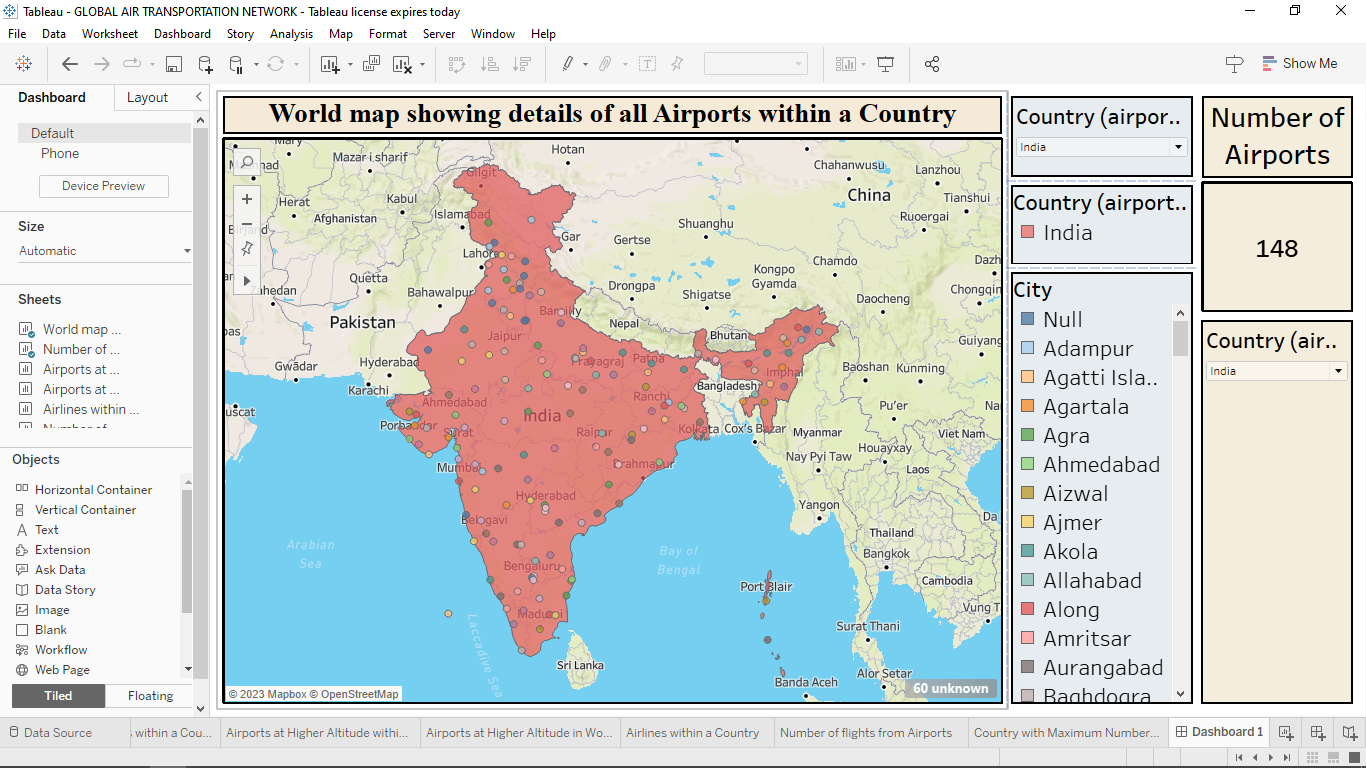 Tableau - GLOBAL AIR TRANSPORTATION NETWORK - Tableau license expires today
File Data Worksheet Dashboard Story Analysis Map Format Server Window Help
Show Me
Dashboard
Layout
Default
Phone
Device Preview
Size
Automatic
Sheets
World map ...
Number of ...
Airports at ...
Airports at ...
Airlines within ...
Objects
Horizontal Container
Vertical Container
Text
Extension
Ask Data
Data Story
Image
Blank
Workflow
Web Page
Tiled
Floating
World map showing details of all Airports within a Country
Mary
Mazar i sharif
Hotan
Chahanwusu
Lanzhou
Gilgit
China
Herat
Kabul
Tianshui
Afghanistan
Islamabad
Ruoergai
Shuanghu
Gar
Gertse
Lahore
Chamdo
Dazh
Kongpo
Gyamda
Zahedan
Quetta
Drongpa
Shigatse
Chongqin
Bahawalpur
Daocheng
Bareilly
Pakistan
Nepal
Bhutan
Jaipur
Guiyang
Prayagraj
Patna
Hyderabad
Gwādar
Imphal
Baoshan
Kunming
Karachi
Bangladesh
Ranchi
Ahmedabad
Pu'er
India
Nan
Porbandar
Surat
Raipur
Kolkata
Cox's Bazar
Myanmar
Viet Nam
Houayxay
Nay Pyi Taw
Mumbai
Brahmapur
Laos
Hyderabad
Yangon
Belagavi
Da
Thailand
Arabian
Sea
Bay of
Bengal
Bangkok
Bengaluru
Cambodia
Port Blair
Vung T
Madurai
Laccadive Sea
Surat Thani
Sri Lanka
Alor Setar
Banda Aceh
© 2023 Mapbox © OpenStreetMap
60 unknown
Country (airpor..
India
Country (airport..
India
City
Null
Adampur
Agatti Isla..
Agartala
Agra
Ahmedabad
Aizwal
Ajmer
Akola
Allahabad
Along
Amritsar
Aurangabad
Baghdogra
Number of
Airports
148
Country (air..
India
Data Source
s within a Cou...
Airports at Higher Altitude withi...
Airports at Higher Altitude in Wo...
Airlines within a Country
Number of flights from Airports
Country with Maximum Number...
Dashboard 1